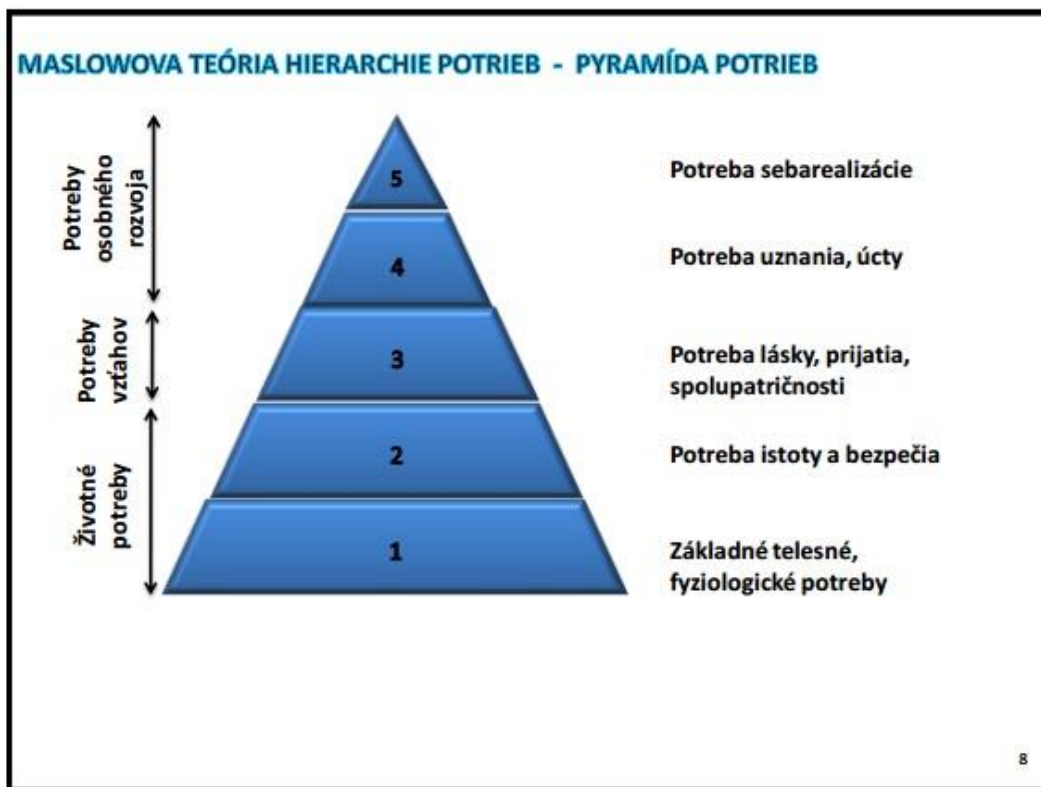 MASLOWOVA TEÓRIA HIERARCHIE POTRIEB - PYRAMÍDA POTRIEB
Potreby
osobného
rozvoja
5
Potreba sebarealizácie
4
Potreba uznania, úcty
Potreby
vzťahov
3
Potreba lásky, prijatia,
spolupatričnosti
Životné
potreby
2
Potreba istoty a bezpečia
1
Základné telesné,
fyziologické potreby
8